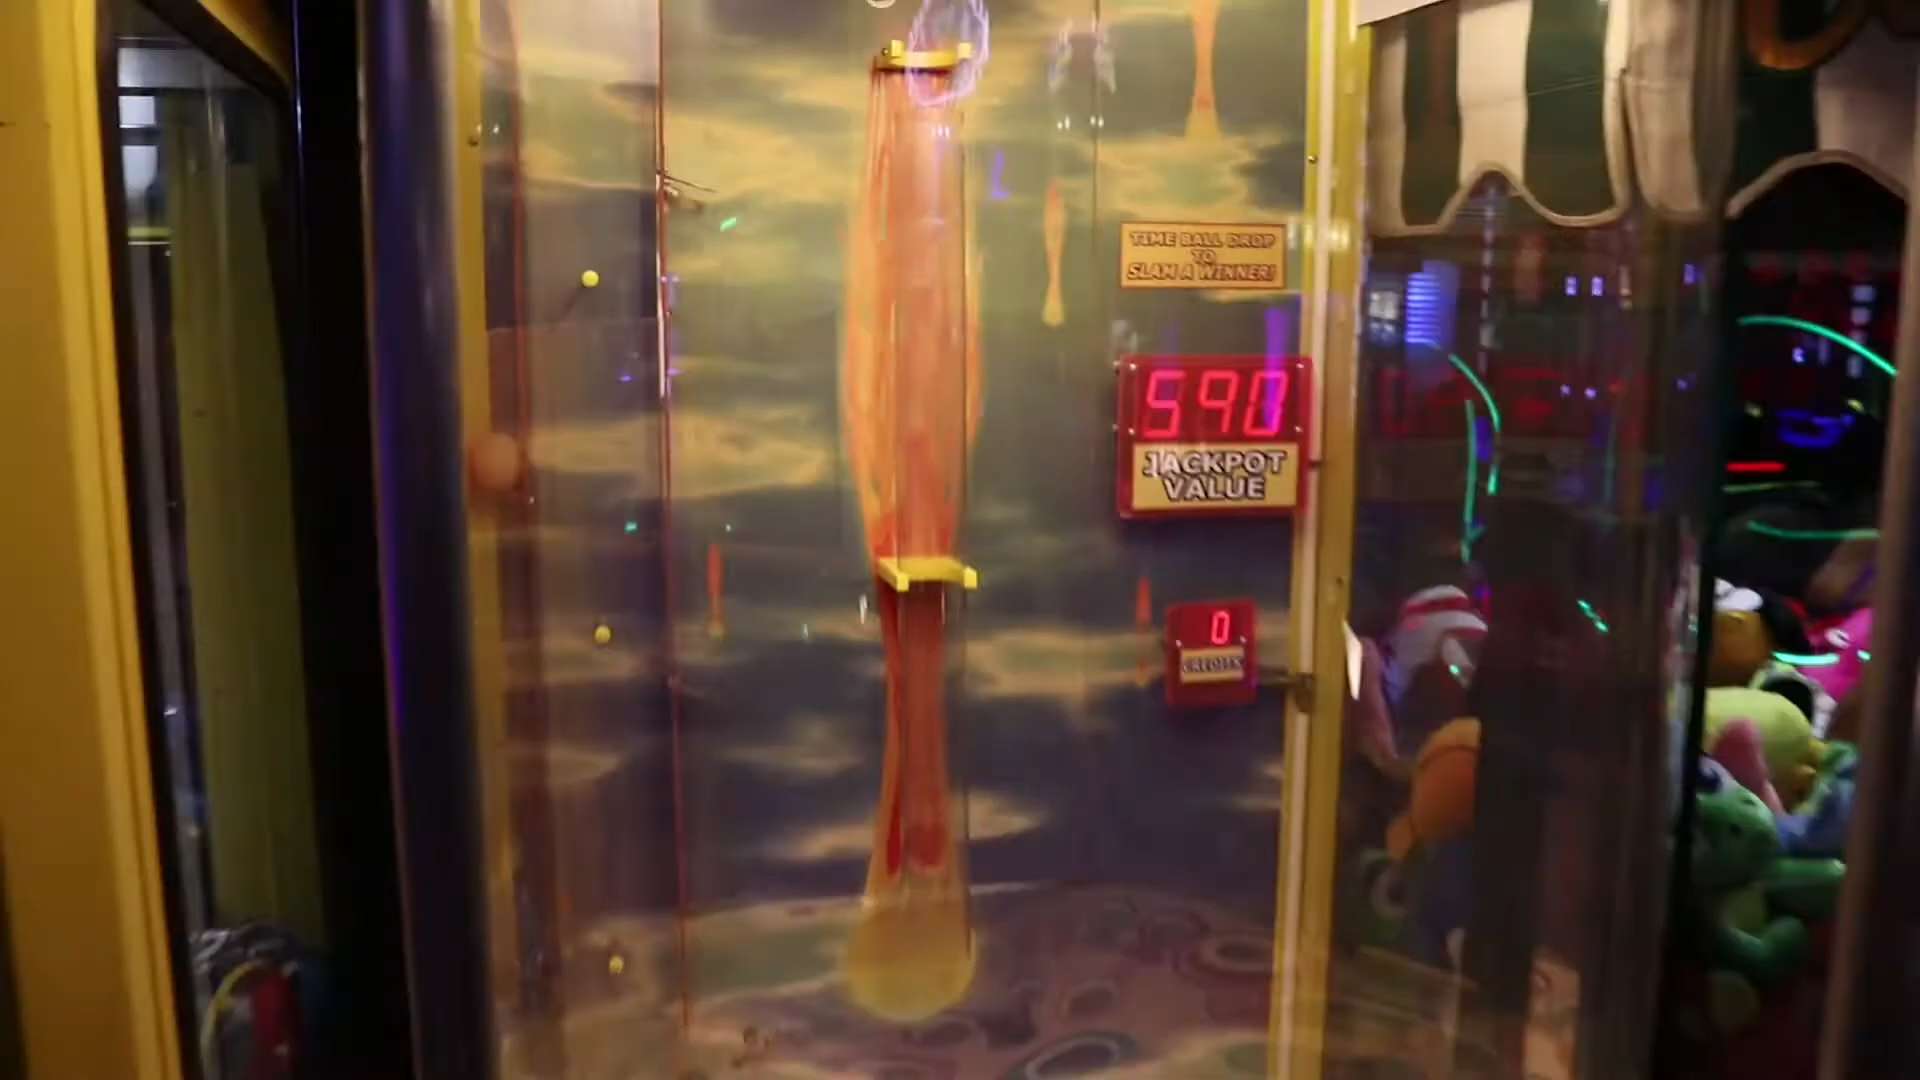 TIME BALL DROP
TO
SLAM A WINNER!
590
JACKPOT
VALUE
0
CREDITS